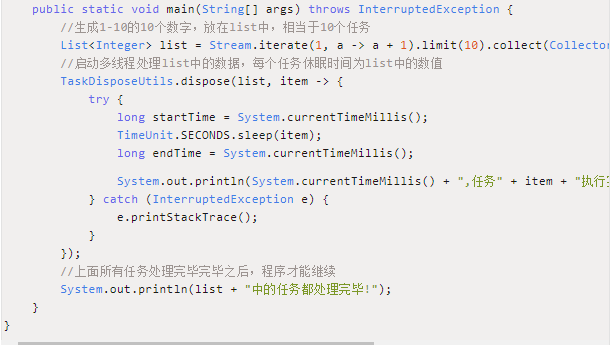 public static void main(String[] args) throws InterruptedException {
//生成1-10的10个数字，放在list中，相当于10个任务
List<Integer> list = Stream.iterate(1, a -> a + 1).limit(10).collect(Collector
//启动多线程处理list中的数据，每个任务休眠时间为list中的数值
TaskDisposeUtils.dispose(list, item -> {
try {
long startTime = System.currentTimeMillis();
TimeUnit.SECONDS.sleep(item);
long endTime = System.currentTimeMillis();
System.out.println(System.currentTimeMillis() + ",任务" + item + "执行
} catch (InterruptedException e) {
e.printStackTrace();
}
});
//上面所有任务处理完毕完毕之后，程序才能继续
System.out.println(list + "中的任务都处理完毕!");
}
}